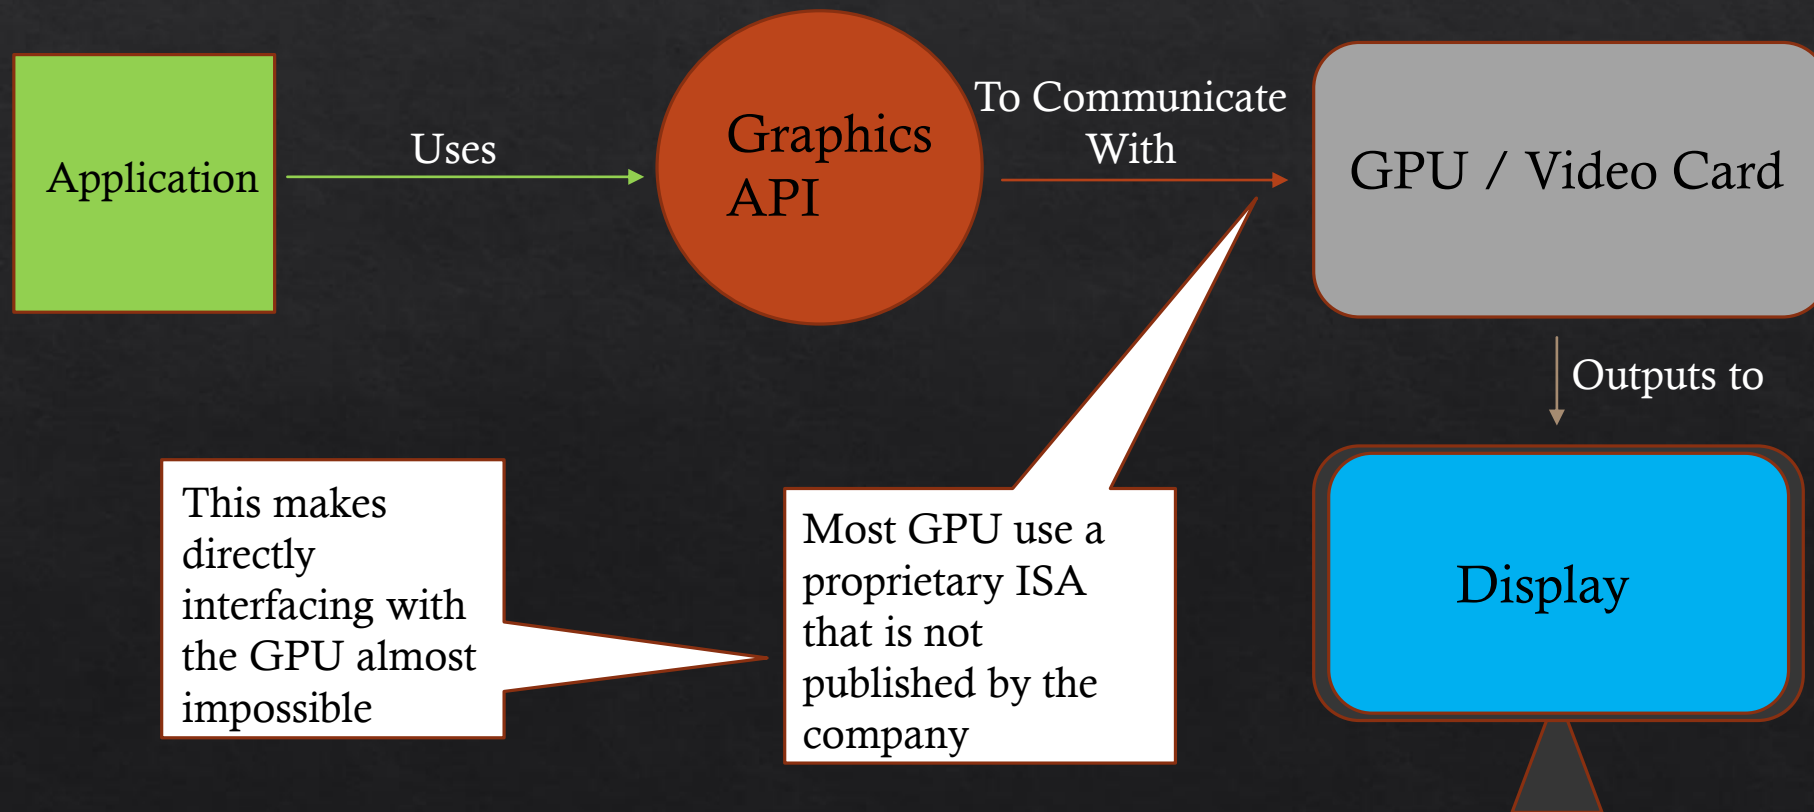 Application
Uses
Graphics
API
To Communicate
With
GPU / Video Card
Outputs to
Display
This makes
directly
interfacing with
the GPU almost
impossible
Most GPU use a
proprietary ISA
that is not
published by the
company